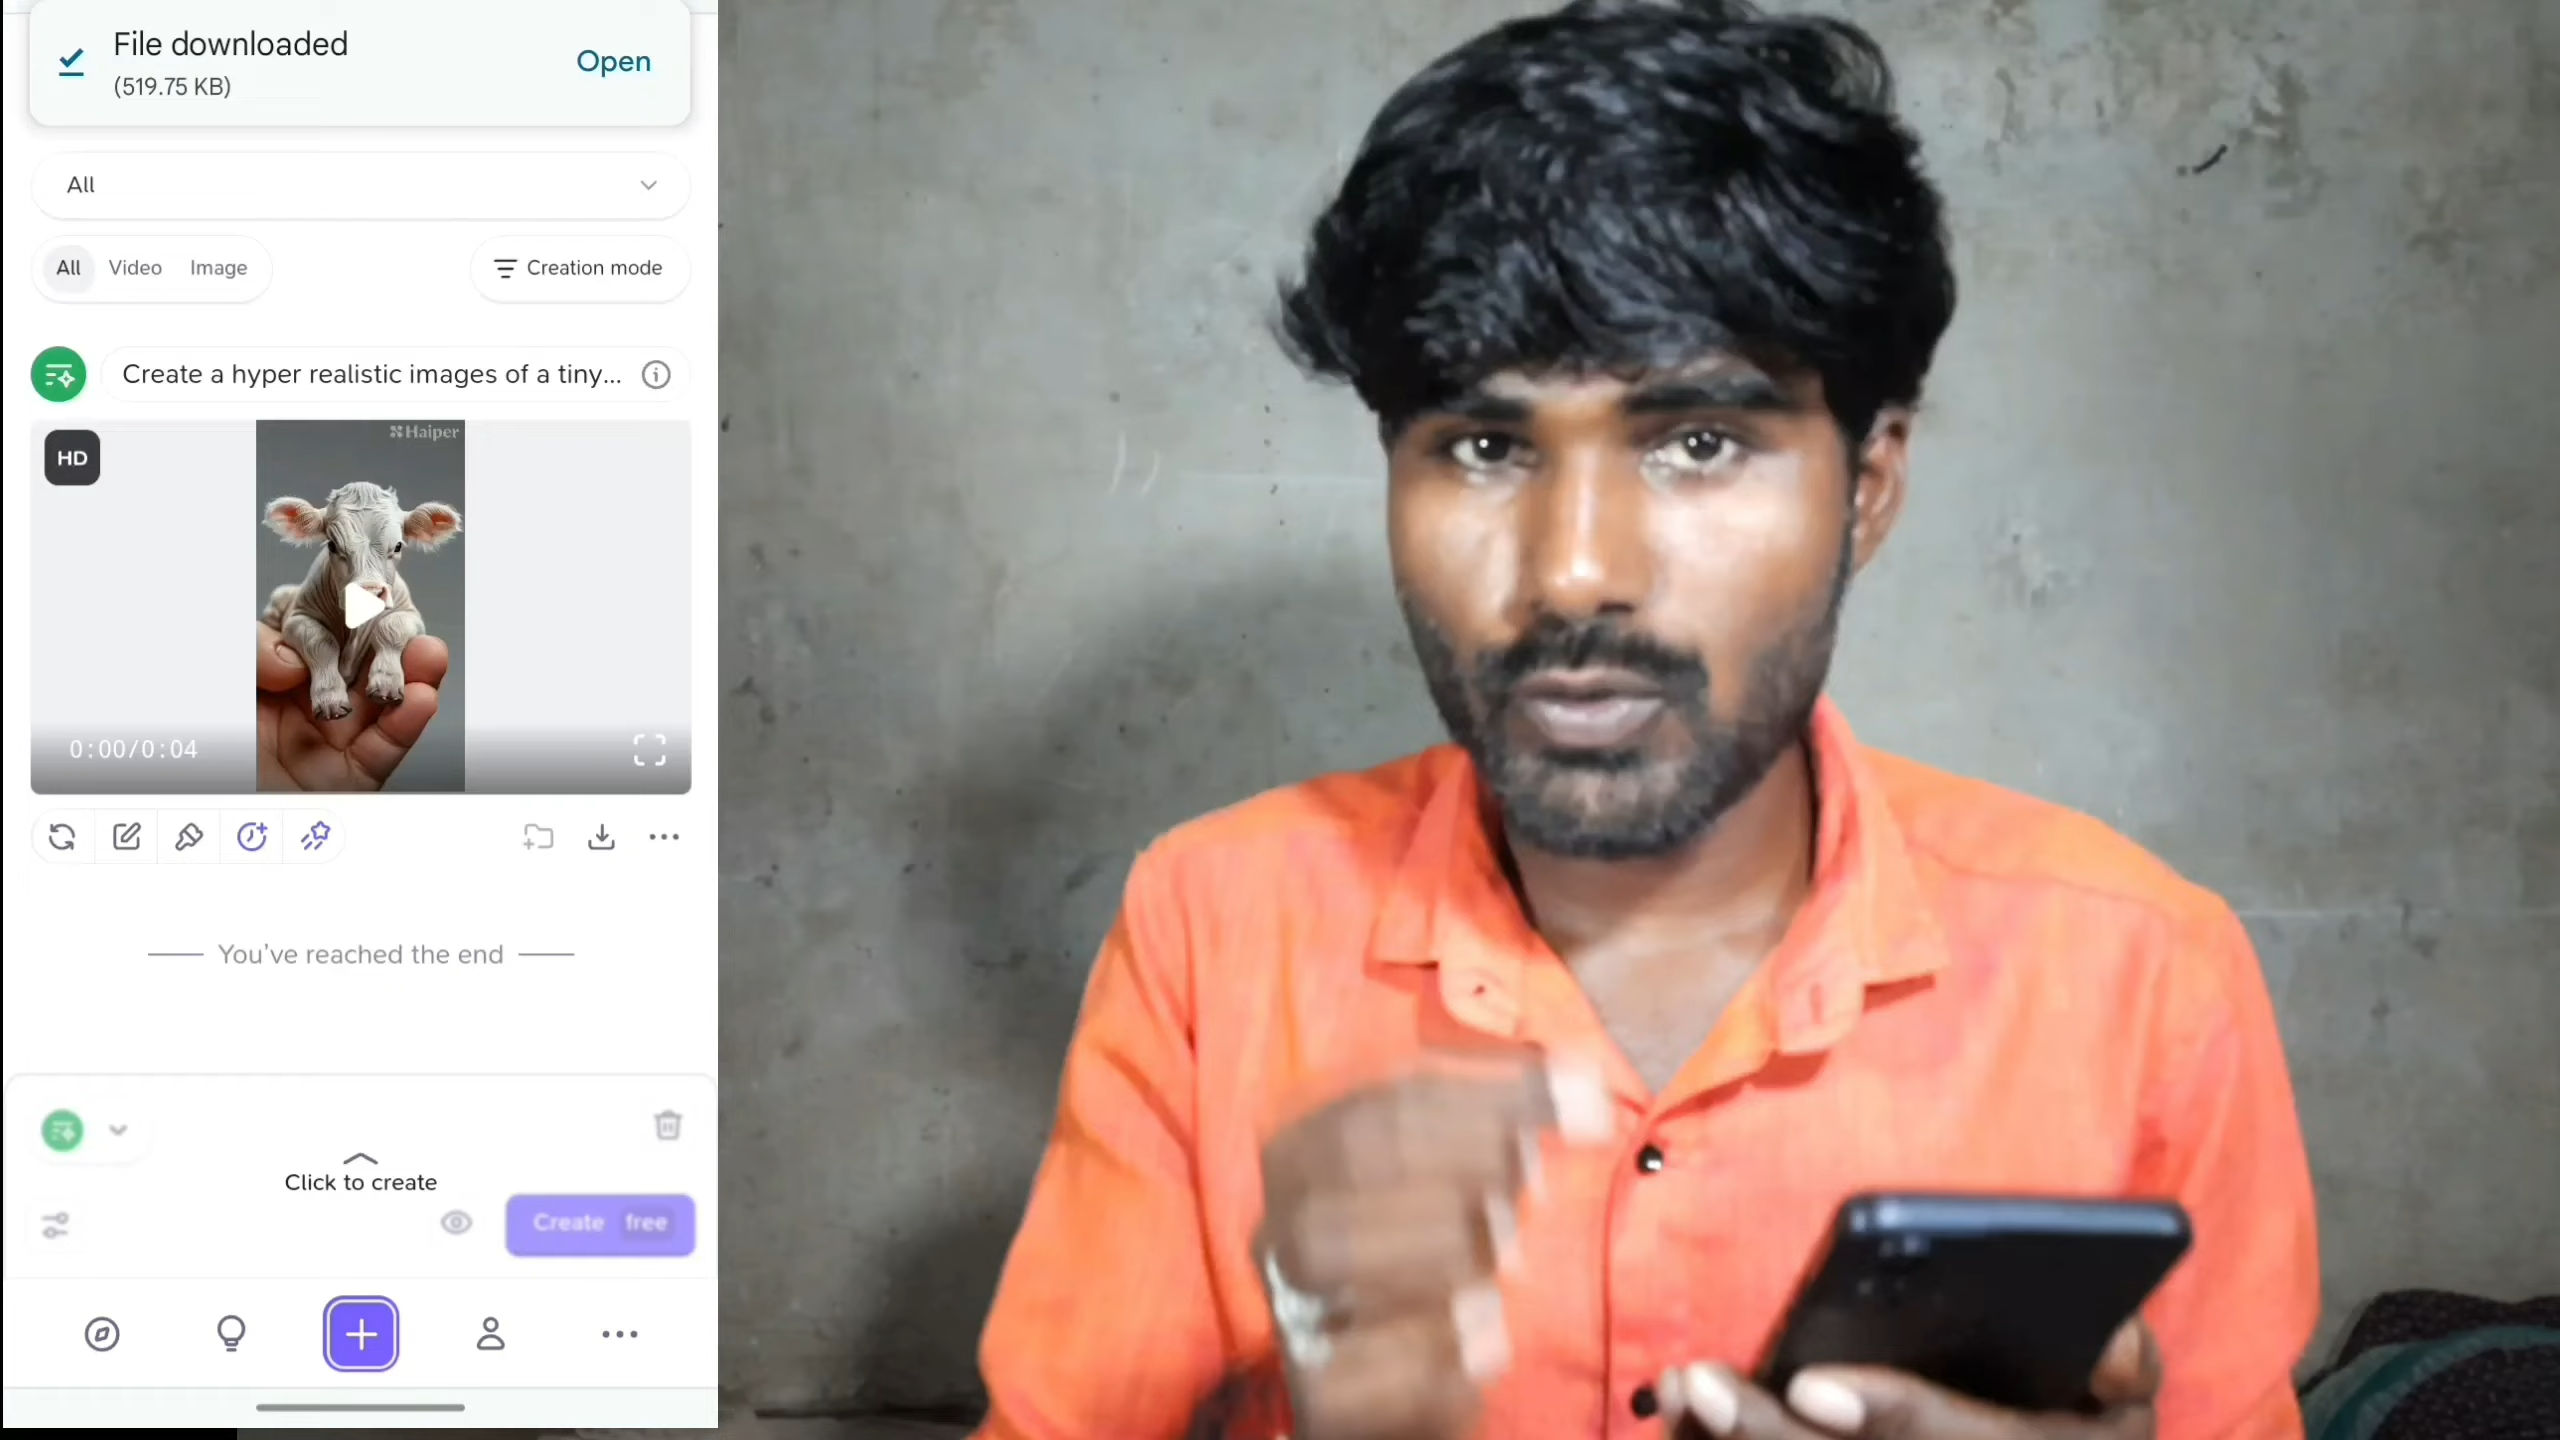 File downloaded
Open
(519.75 KB)
All
All Video Image
Creation mode
Create a hyper realistic images of a tiny...
Haiper
HD
0:00/0:04
You've reached the end
Click to create
Create free